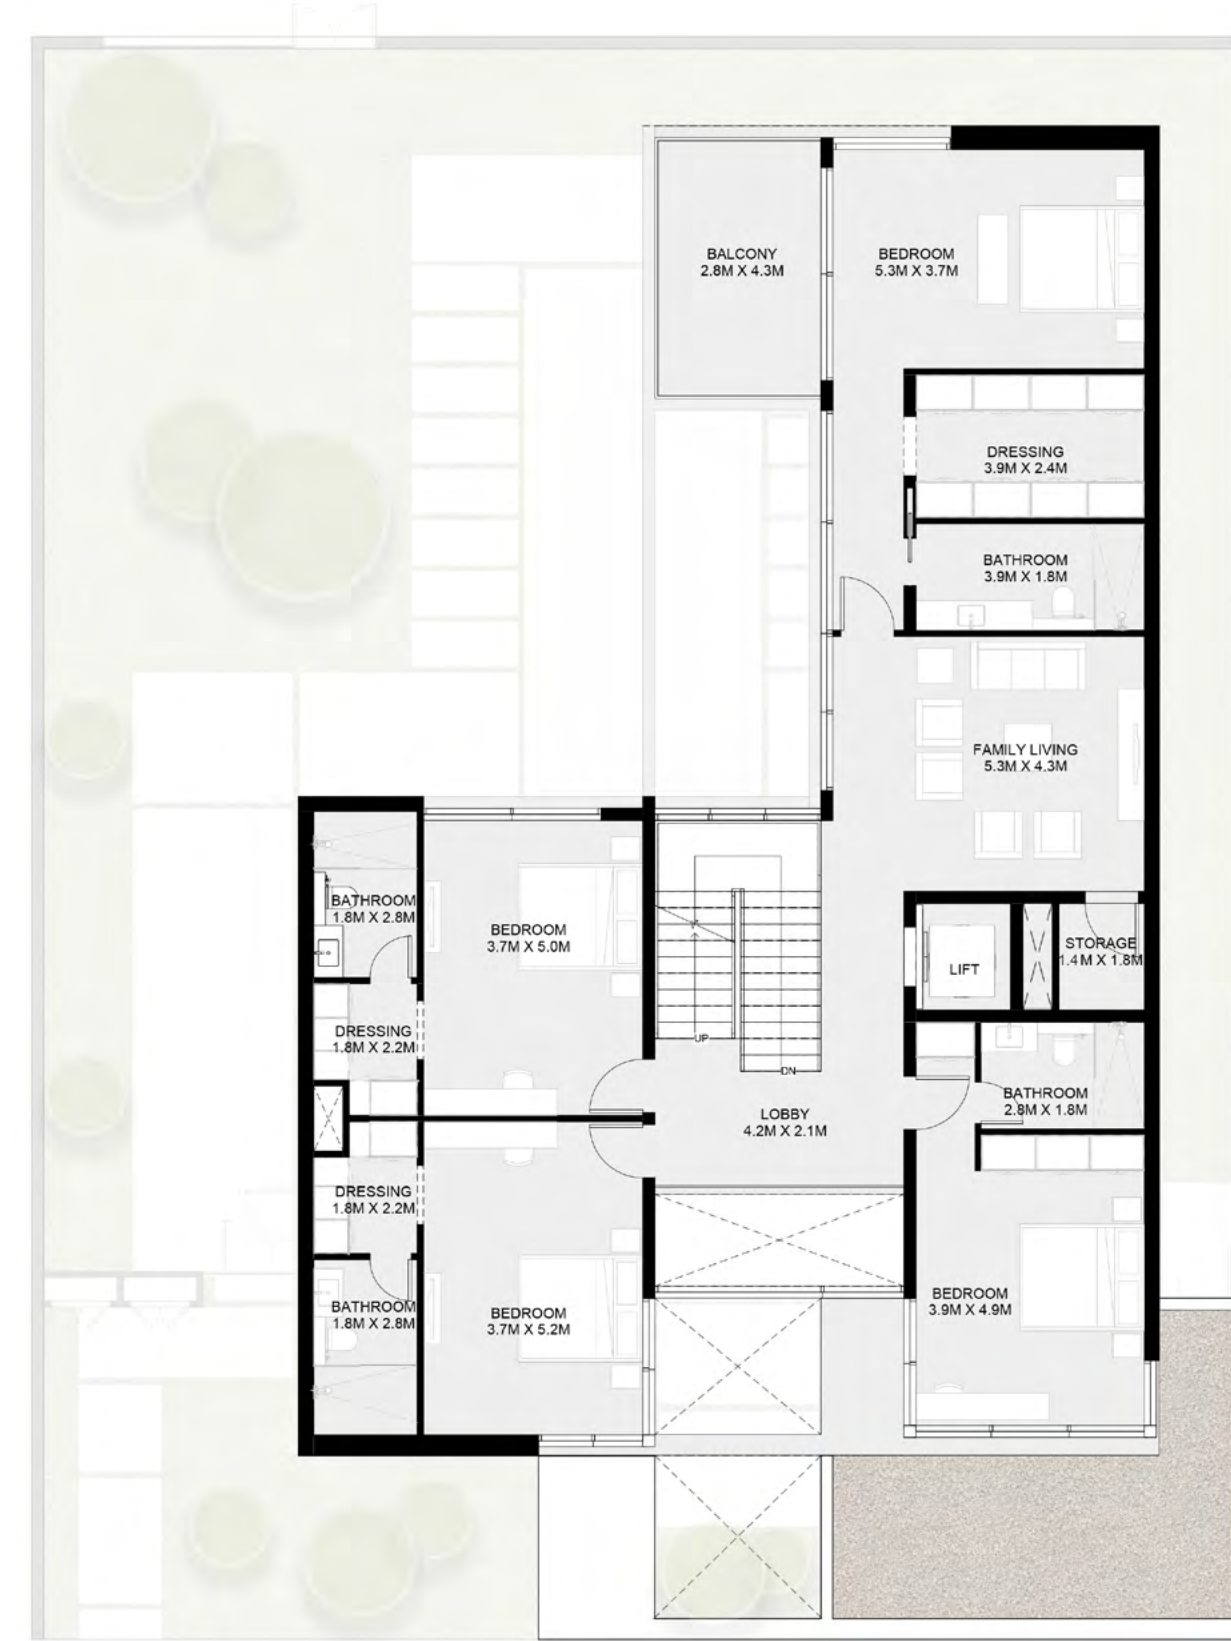 BALCONY
2.8M X 4.3M
BEDROOM
5.3M X 3.7M
DRESSING
3.9M X 2.4M
BATHROOM
3.9M X 1.8M
FAMILY LIVING
5.3M X 4.3M
BATHROOM
1.8M X 2.8M
BEDROOM
3.7M X 5.0M
STORAGE
1.4M X 1.8M
LIFT
DRESSING
1.8M X 2.2M
UP
DN
BATHROOM
2.8M X 1.8M
LOBBY
4.2M X 2.1M
DRESSING
1.8M X 2.2M
BATHROOM
1.8M X 2.8M
BEDROOM
3.7M X 5.2M
BEDROOM
3.9M X 4.9M